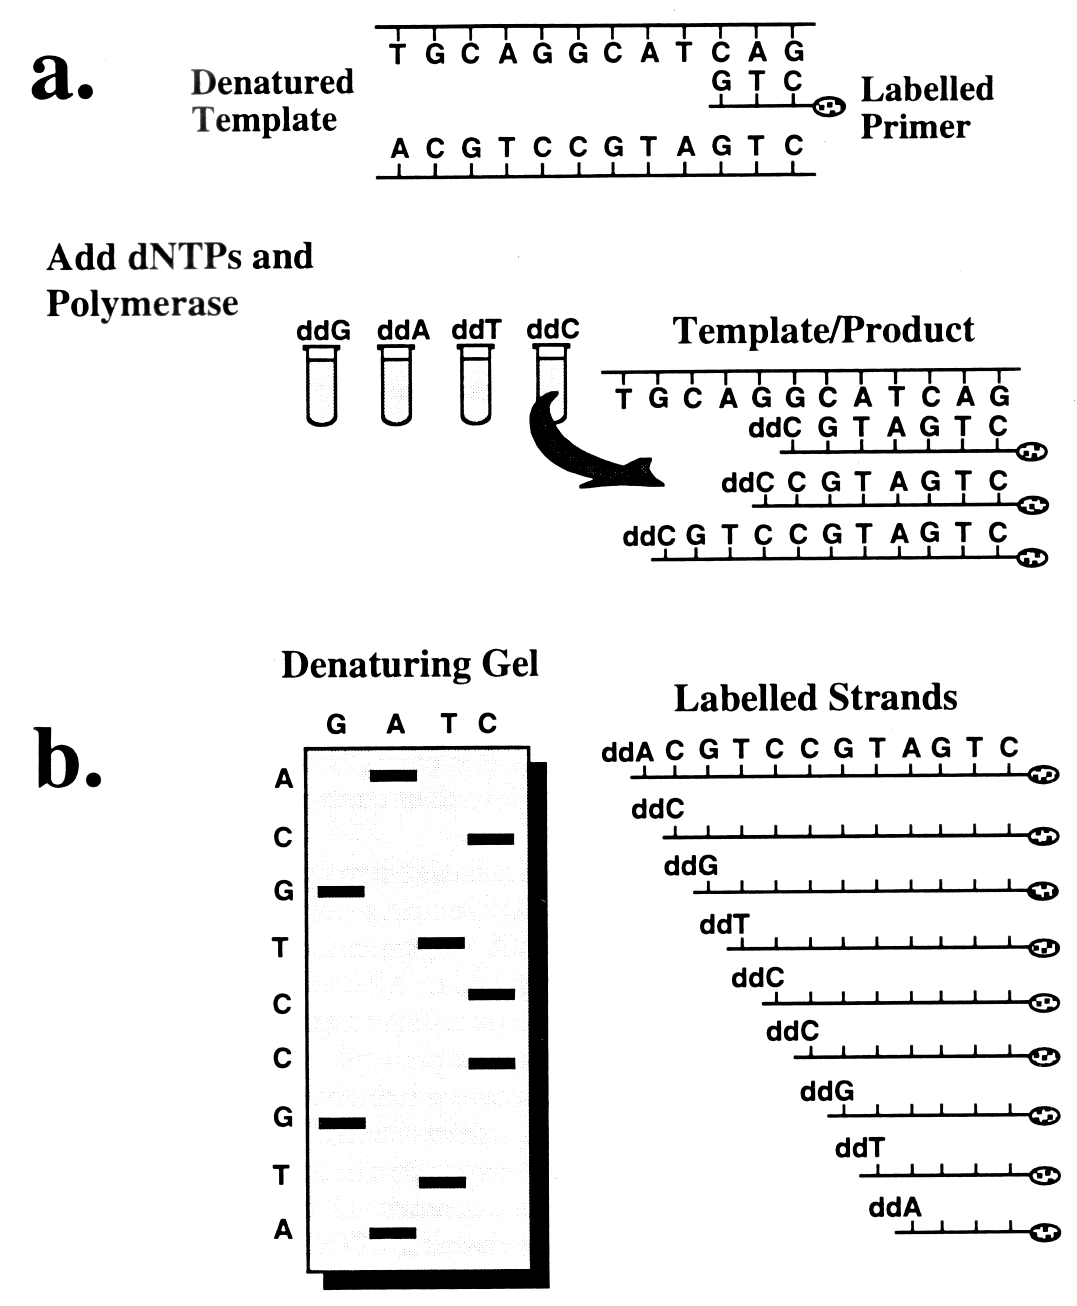 a.
Denatured
Template
T G C A G G C A T C A G
G T C
Labelled
Primer
A C G T C C G T A G T C
Add dNTPs and
Polymerase
ddG ddA ddT ddC
Template/Product
T G C A G G C A T C A G
ddC G T A G T C
ddC C G T A G T C
ddC G T C C G T A G T C
b.
Denaturing Gel
G A T C
A
C
G
T
C
C
G
T
A
Labelled Strands
ddA C G T C C G T A G T C
ddC
ddG
ddT
ddC
ddC
ddG
ddT
ddA